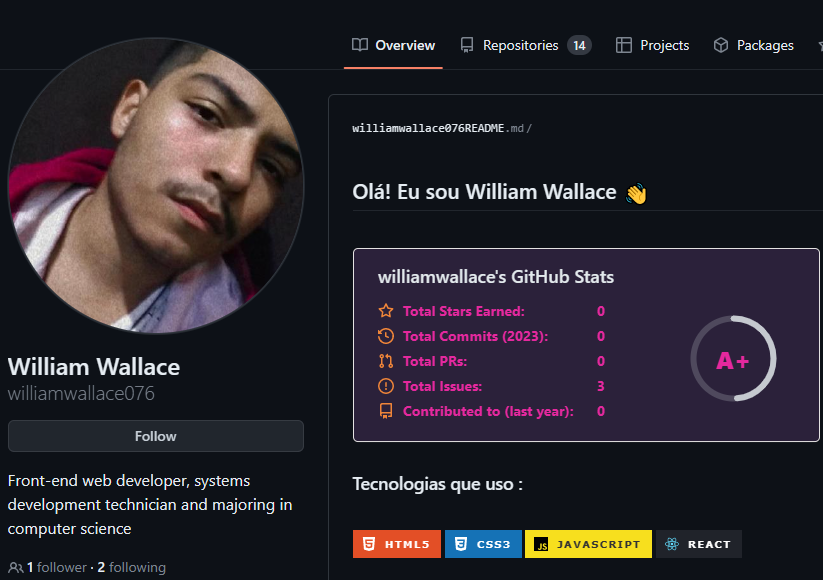 Overview Repositories 14 Projects Packages
williamwallace076README.md/
Olá! Eu sou William Wallace 👋
williamwallace's GitHub Stats
Total Stars Earned: 0
Total Commits (2023): 0
Total PRs: 0
Total Issues: 3
Contributed to (last year): 0
A+
Tecnologias que uso :
HTML5 CSS3 JS JAVASCRIPT REACT
William Wallace
williamwallace076
Follow
Front-end web developer, systems
development technician and majoring in
computer science
1 follower · 2 following